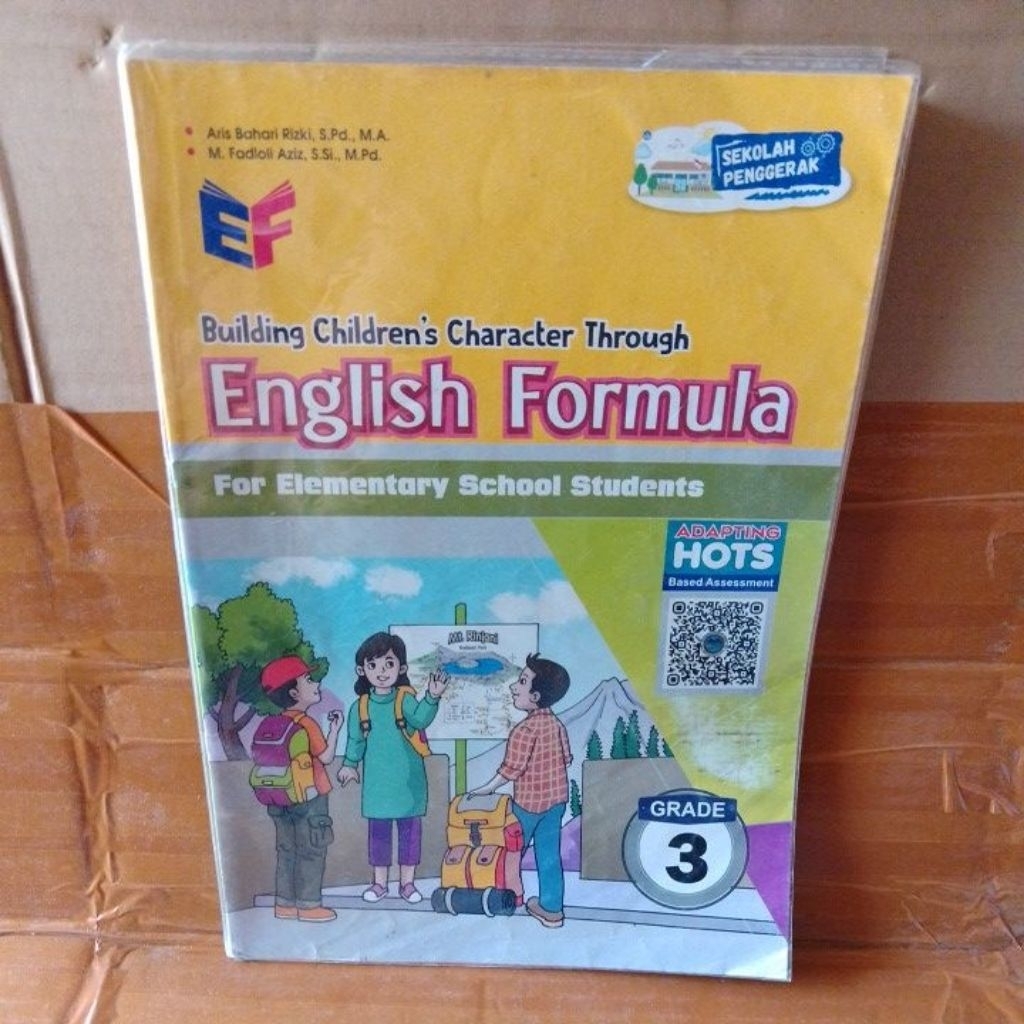 Aris Bahari Rizki, S.Pd., M.A.
M. Fadloli Aziz, S.Si., M.Pd.
SEKOLAH
PENGGERAK
EF
Building Children's Character Through
English Formula
For Elementary School Students
ADAPTING
HOTS
Based Assessment
Mt. Rinjani
GRADE
3